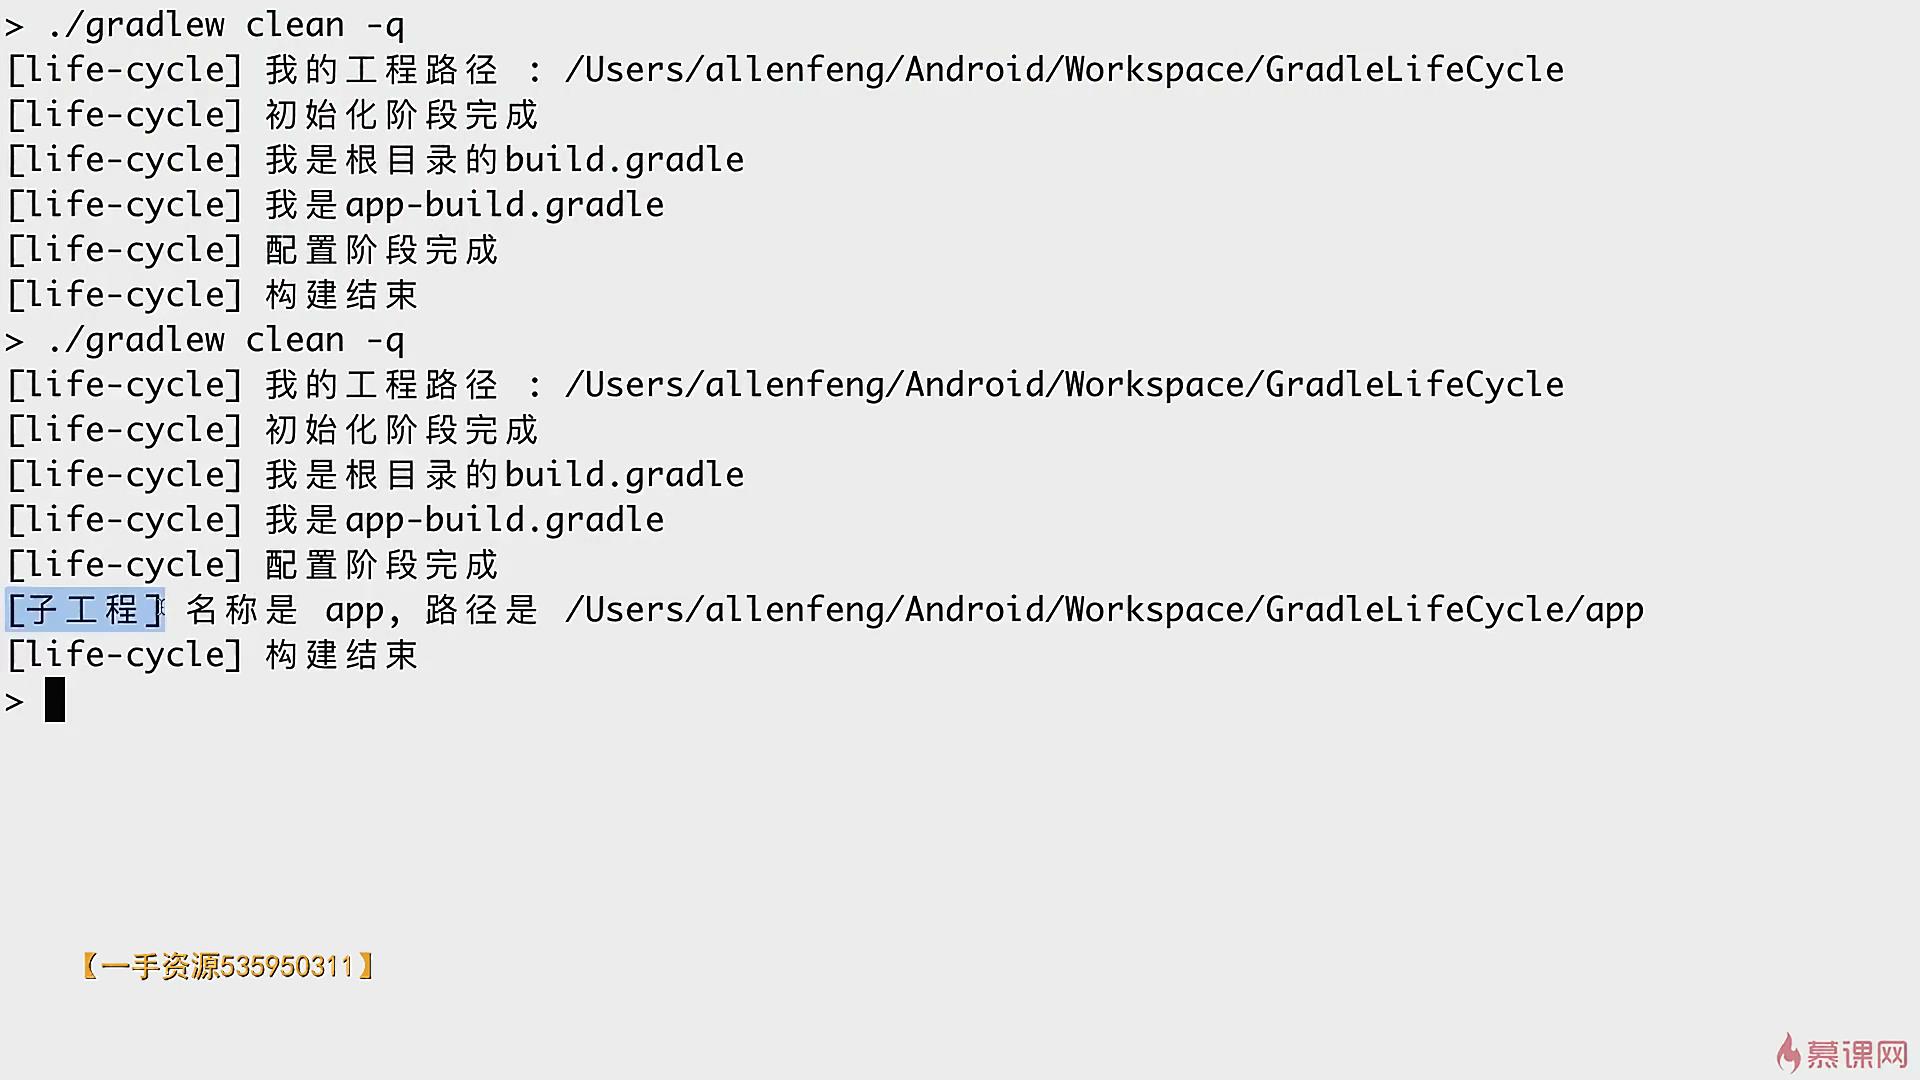 > ./gradlew clean -q
[life-cycle] 我的工程路径 : /Users/allenfeng/Android/Workspace/GradleLifeCycle
[life-cycle] 初始化阶段完成
[life-cycle] 我是根目录的build.gradle
[life-cycle] 我是app-build.gradle
[life-cycle] 配置阶段完成
[life-cycle] 构建结束
> ./gradlew clean -q
[life-cycle] 我的工程路径 : /Users/allenfeng/Android/Workspace/GradleLifeCycle
[life-cycle] 初始化阶段完成
[life-cycle] 我是根目录的build.gradle
[life-cycle] 我是app-build.gradle
[life-cycle] 配置阶段完成
[子工程] 名称是 app, 路径是 /Users/allenfeng/Android/Workspace/GradleLifeCycle/app
[life-cycle] 构建结束
>
【一手资源535950311】
慕课网